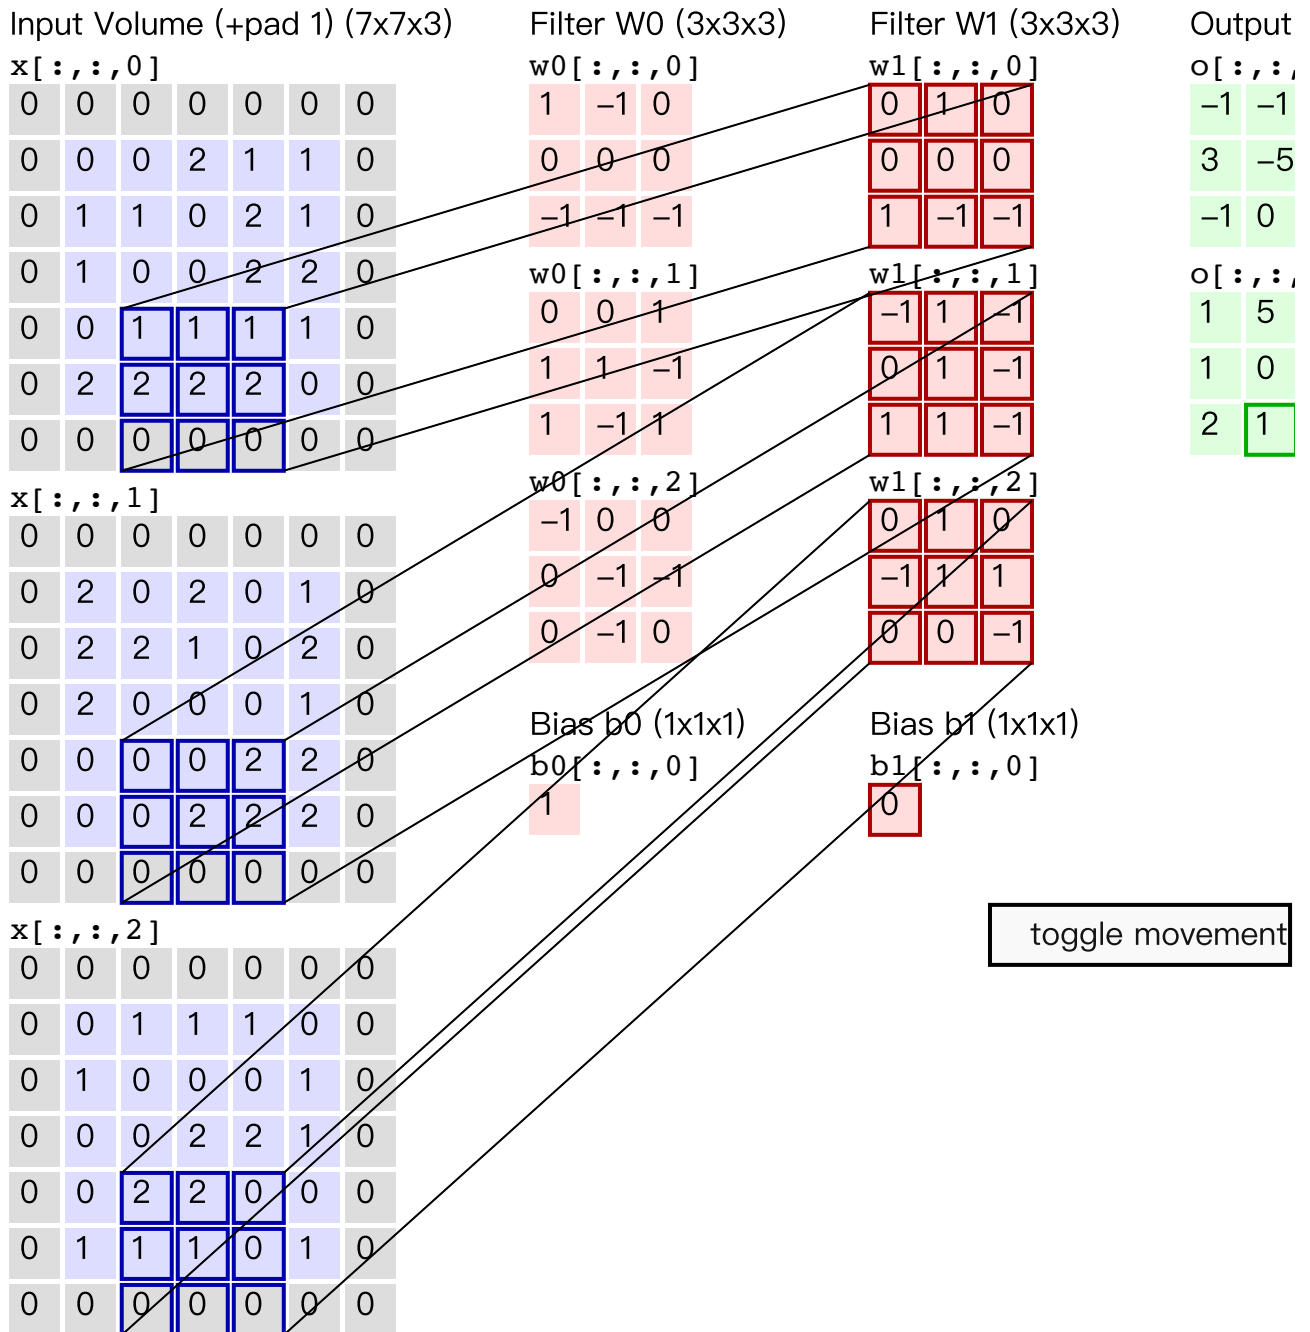 Input Volume (+pad 1) (7x7x3)
x[:,:,0]
0 0 0 0 0 0 0
0 0 0 2 1 1 0
0 1 1 0 2 1 0
0 1 0 0 2 2 0
0 0 1 1 1 1 0
0 2 2 2 2 0 0
0 0 0 0 0 0 0
x[:,:,1]
0 0 0 0 0 0 0
0 2 0 2 0 1 0
0 2 2 1 0 2 0
0 2 0 0 0 1 0
0 0 0 0 2 2 0
0 0 0 2 2 2 0
0 0 0 0 0 0 0
x[:,:,2]
0 0 0 0 0 0 0
0 0 1 1 1 0 0
0 1 0 0 0 1 0
0 0 0 2 2 1 0
0 0 2 2 0 0 0
0 1 1 1 0 1 0
0 0 0 0 0 0 0
Filter W0 (3x3x3)
w0[:,:,0]
1 –1 0
0 0 0
–1 –1 –1
w0[:,:,1]
0 0 1
1 1 –1
1 –1 1
w0[:,:,2]
–1 0 0
0 –1 –1
0 –1 0
Bias b0 (1x1x1)
b0[:,:,0]
1
Filter W1 (3x3x3)
w1[:,:,0]
0 1 0
0 0 0
1 –1 –1
w1[:,:,1]
–1 1 –1
0 1 –1
1 1 –1
w1[:,:,2]
0 1 0
–1 1 1
0 0 –1
Bias b1 (1x1x1)
b1[:,:,0]
0
Output
o[:,:,
–1 –1
3 –5
–1 0
o[:,:,
1 5
1 0
2 1
toggle movement